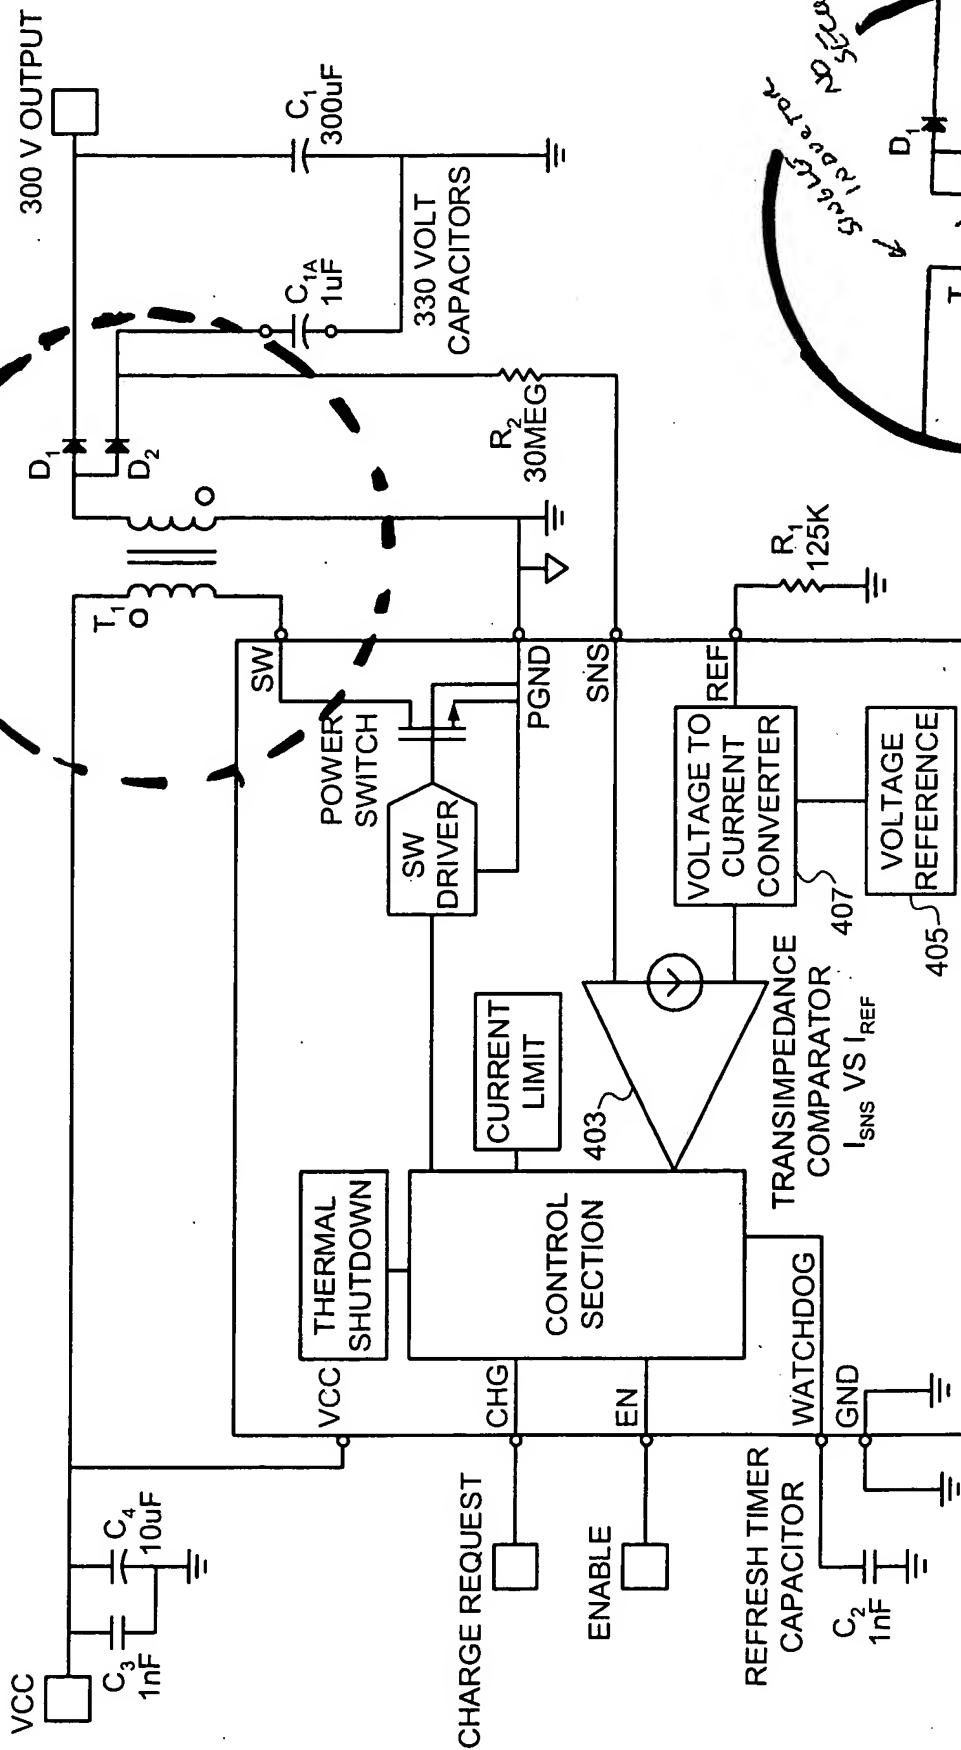 300 V OUTPUT
VCC
C3
1nF
C4
10uF
T1
D1
D2
C1A
1uF
C1
300uF
330 VOLT
CAPACITORS
R2
30MEG
SW
POWER
SWITCH
PGND
SNS
REF
R1
125K
SW
DRIVER
VOLTAGE TO
CURRENT
CONVERTER
407
VOLTAGE
REFERENCE
405
CURRENT
LIMIT
403
TRANSIMPEDANCE
COMPARATOR
ISNS VS IREF
THERMAL
SHUTDOWN
CONTROL
SECTION
VCC
CHG
EN
WATCHDOG
GND
CHARGE REQUEST
ENABLE
REFRESH TIMER
CAPACITOR
C2
1nF
SINGLE
INDUCTOR
NO
D1
T